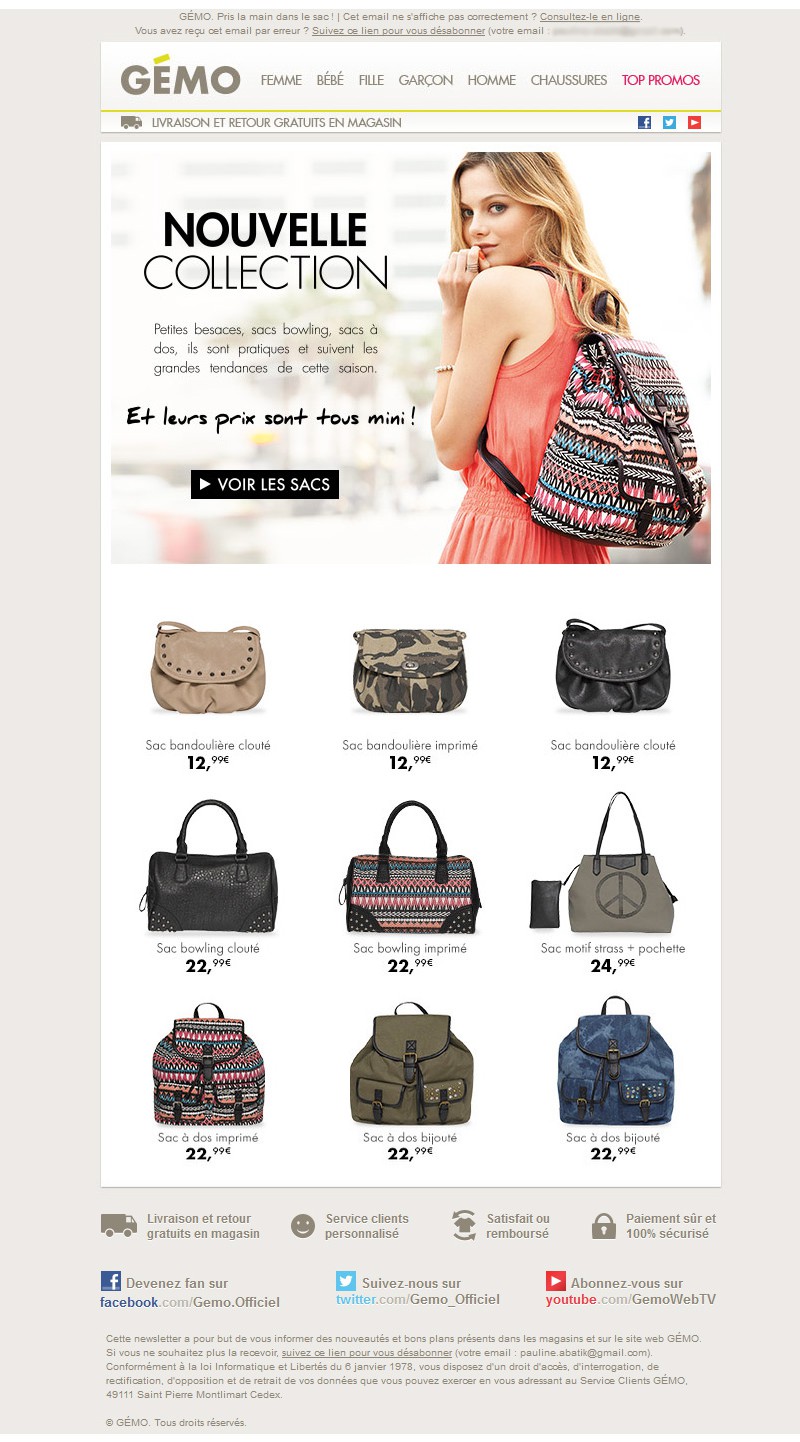 GÉMO. Pris la main dans le sac ! | Cet email ne s'affiche pas correctement ? Consultez-le en ligne.
Vous avez reçu cet email par erreur ? Suivez ce lien pour vous désabonner (votre email : ).
GÉMO FEMME BÉBÉ FILLE GARÇON HOMME CHAUSSURES TOP PROMOS
LIVRAISON ET RETOUR GRATUITS EN MAGASIN
NOUVELLE
COLLECTION
Petites besaces, sacs bowling, sacs à
dos, ils sont pratiques et suivent les
grandes tendances de cette saison.
Et leurs prix sont tous mini !
VOIR LES SACS
Sac bandoulière clouté
12,99€
Sac bandoulière imprimé
12,99€
Sac bandoulière clouté
12,99€
Sac bowling clouté
22,99€
Sac bowling imprimé
22,99€
Sac motif strass + pochette
24,99€
Sac à dos imprimé
22,99€
Sac à dos bijouté
22,99€
Sac à dos bijouté
22,99€
Livraison et retour
gratuits en magasin
Service clients
personnalisé
Satisfait ou
remboursé
Paiement sûr et
100% sécurisé
Devenez fan sur
facebook.com/Gemo.Officiel
Suivez-nous sur
twitter.com/Gemo_Officiel
Abonnez-vous sur
youtube.com/GemoWebTV
Cette newsletter a pour but de vous informer des nouveautés et bons plans présents dans les magasins et sur le site web GÉMO.
Si vous ne souhaitez plus la recevoir, suivez ce lien pour vous désabonner (votre email : pauline.abatik@gmail.com).
Conformément à la loi Informatique et Libertés du 6 janvier 1978, vous disposez d'un droit d'accès, d'interrogation, de
rectification, d'opposition et de retrait de vos données que vous pouvez exercer en vous adressant au Service Clients GÉMO,
49111 Saint Pierre Montlimart Cedex.
© GÉMO. Tous droits réservés.